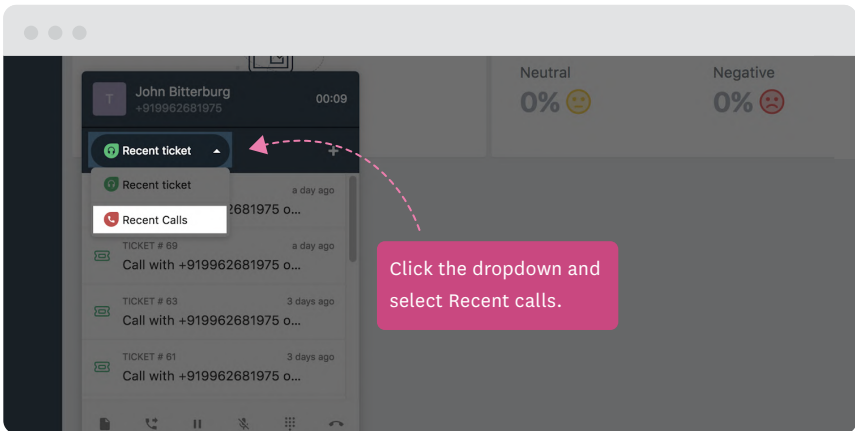 Neutral
Negative
0%
0%
T
John Bitterburg
+919962681975
00:09
Recent ticket
+
Recent ticket
a day ago
Recent Calls
2681975 o...
TICKET # 69
a day ago
Call with +919962681975 o...
TICKET # 63
3 days ago
Call with +919962681975 o...
TICKET # 61
3 days ago
Call with +919962681975 o...
Click the dropdown and
select Recent calls.